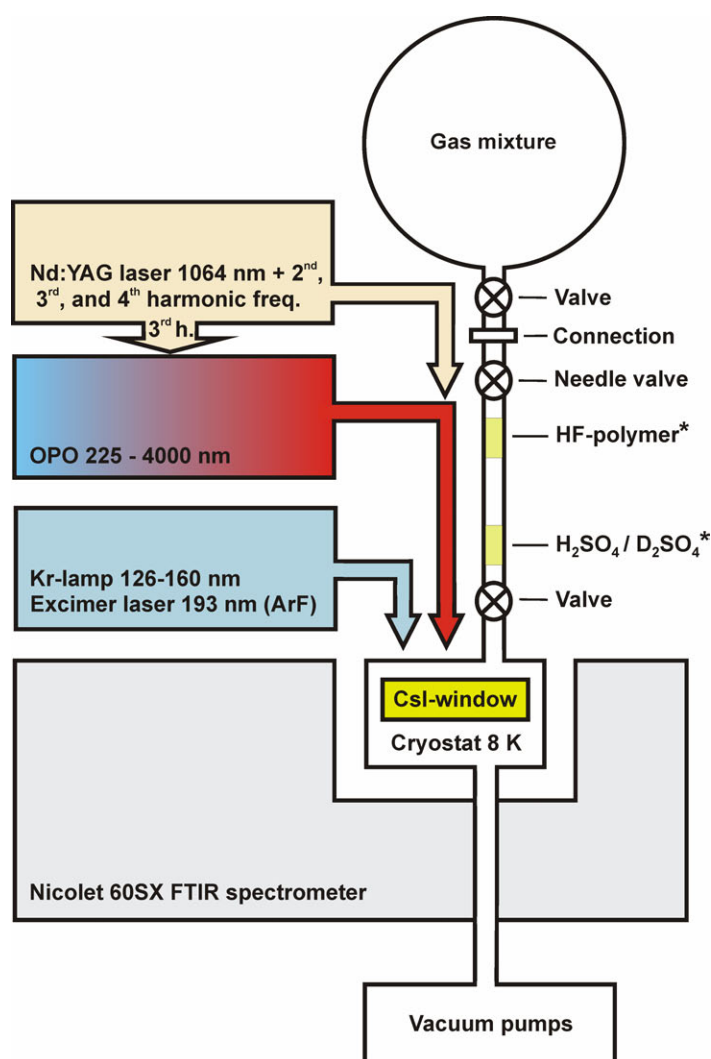 Gas mixture
Nd:YAG laser 1064 nm + 2nd,
3rd, and 4th harmonic freq.
3rd h.
Valve
Connection
Needle valve
OPO 225 - 4000 nm
HF-polymer*
Kr-lamp 126-160 nm
Excimer laser 193 nm (ArF)
H₂SO₄ / D₂SO₄*
Valve
CsI-window
Cryostat 8 K
Nicolet 60SX FTIR spectrometer
Vacuum pumps